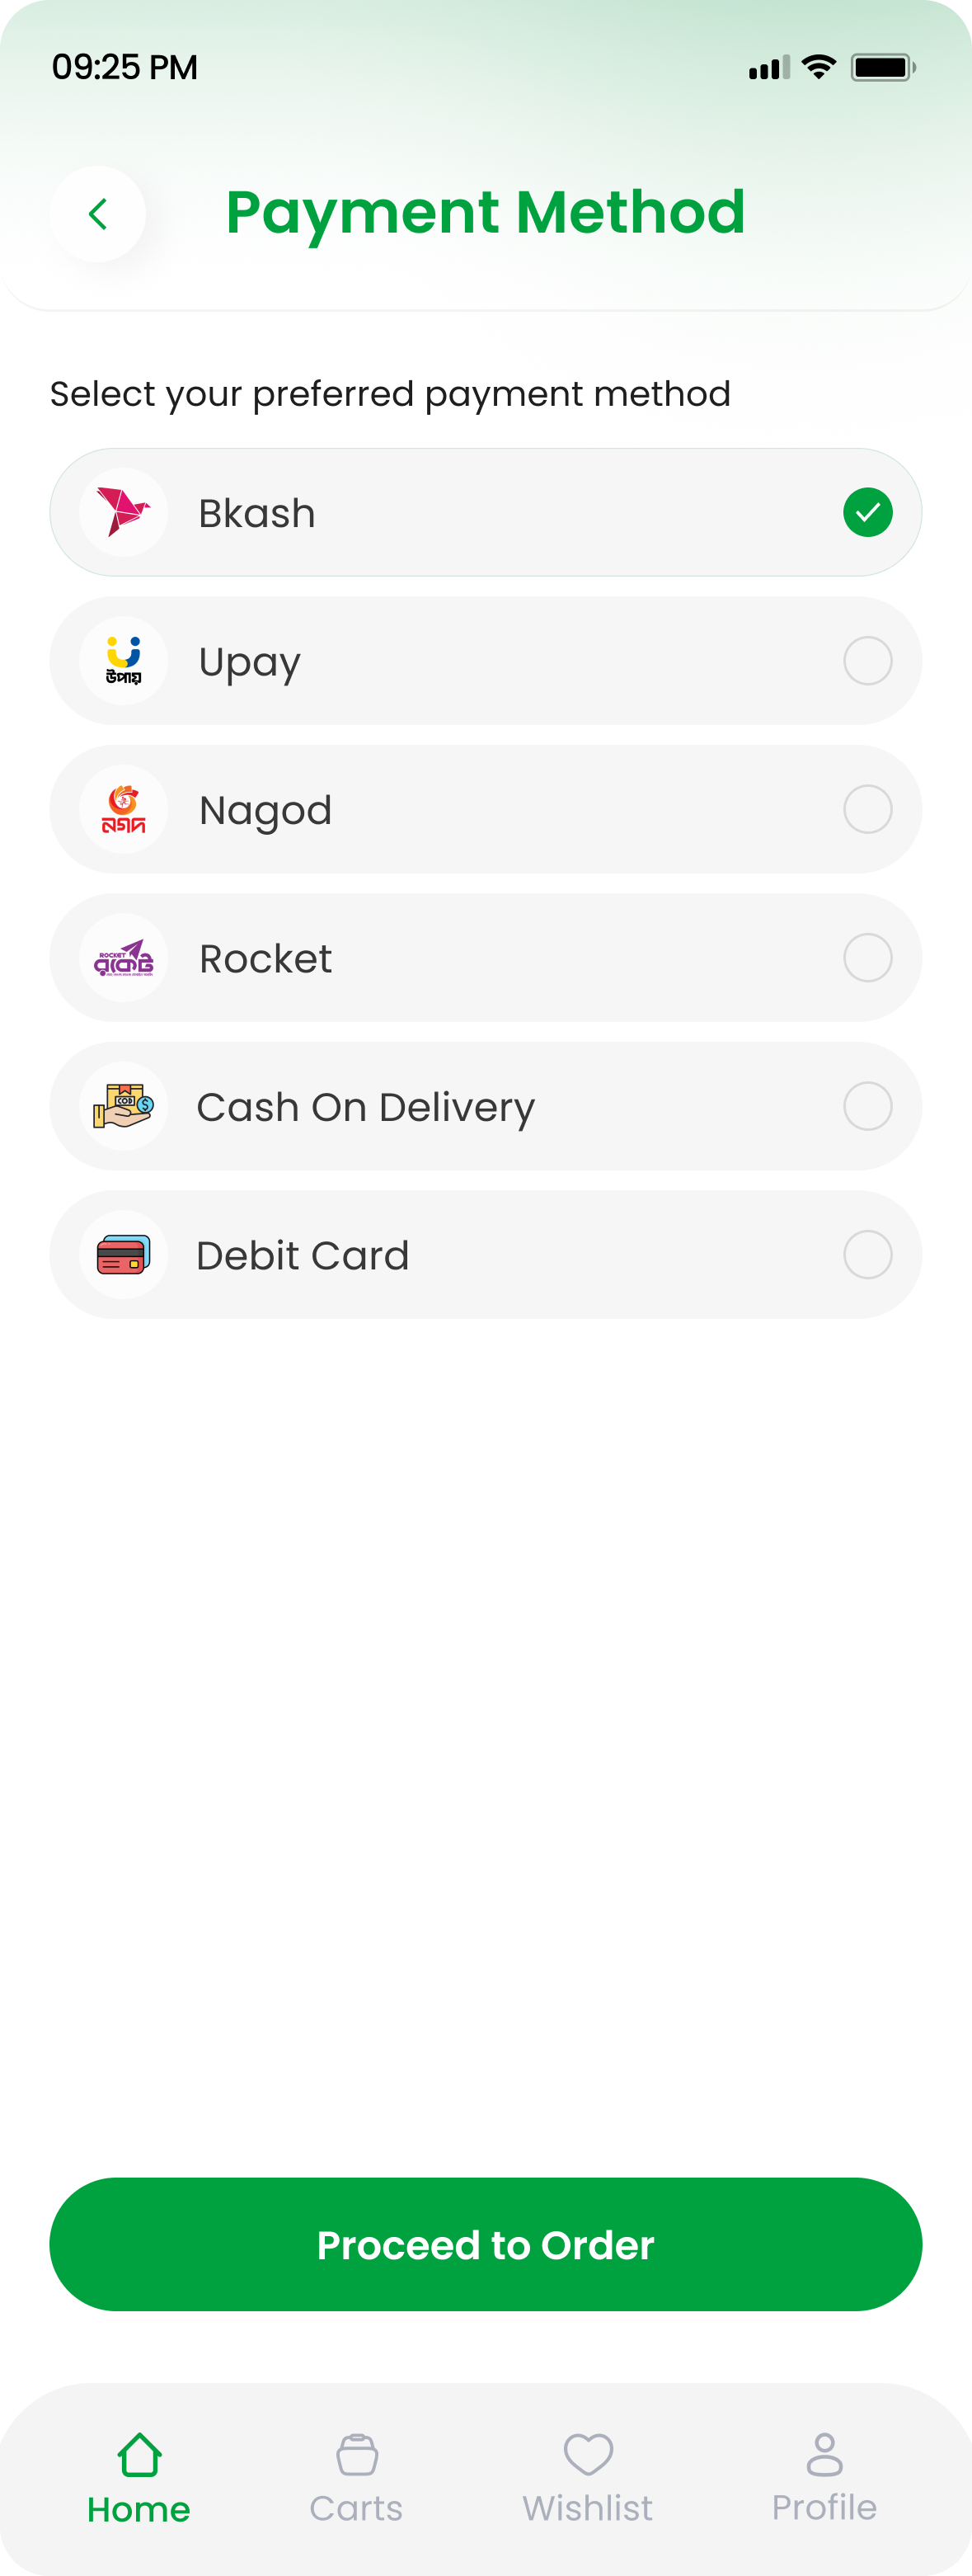 09:25 PM
Payment Method
Select your preferred payment method
Bkash
উপায়
Upay
নগদ
Nagod
ROCKET
রকেট
Rocket
COD
$
Cash On Delivery
Debit Card
Proceed to Order
Home
Carts
Wishlist
Profile